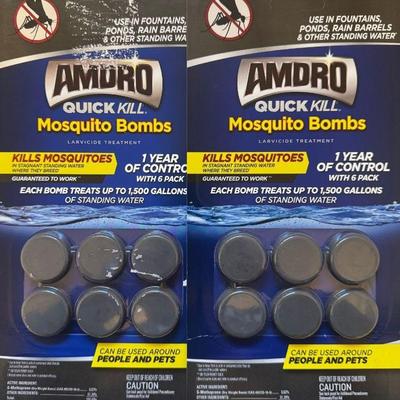 USE IN FOUNTAINS,
PONDS, RAIN BARRE
& OTHER STANDING WATER*
AMDRO
QUICK KILL®
Mosquito Bombs
LARVICIDE TREATMENT
KILLS MOSQUITOES
IN STAGNANT STANDING WATER
WHERE THEY BREED
GUARANTEED TO WORK
1 YEAR
OF CONTROL
WITH 6 PACK
EACH BOMB TREATS UP TO 1,500 GALLONS
OF STANDING WATER
CAN BE USED AROUND
PEOPLE AND PETS
ACTIVE INGREDIENT:
KEEP OUT OF REACH OF CHILDREN
CAUTION
USE IN FOUNTAINS,
PONDS, RAIN BARRELS
& OTHER STANDING WATER*
AMDRO
QUICK KILL®
Mosquito Bombs
LARVICIDE TREATMENT
KILLS MOSQUITOES
IN STAGNANT STANDING WATER
WHERE THEY BREED
GUARANTEED TO WORK
1 YEAR
OF CONTROL
WITH 6 PACK
EACH BOMB TREATS UP TO 1,500 GALLONS
OF STANDING WATER
CAN BE USED AROUND
PEOPLE AND PETS
ACTIVE INGREDIENT:
KEEP OUT OF REACH OF CHILDREN
CAUTION